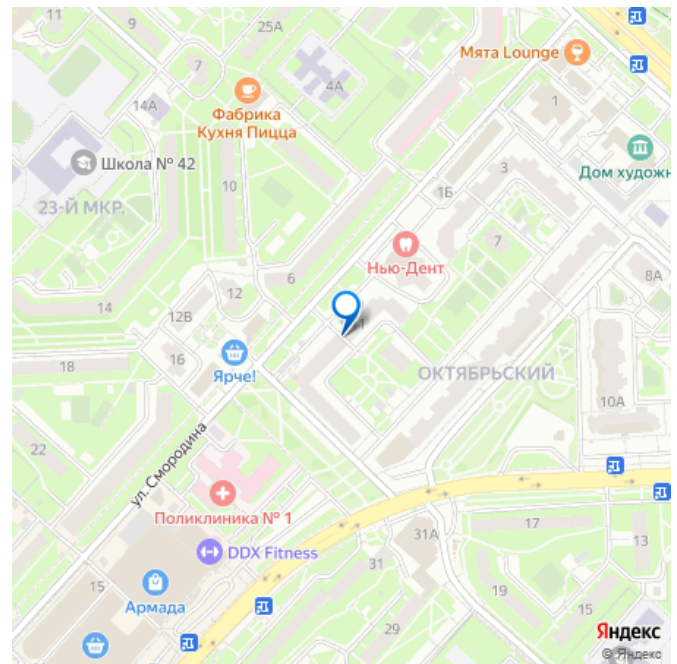 11
9
25А
7
4А
14А
Мята Lounge
1
Фабрика
Кухня Пицца
Школа № 42
Дом художн
3
1Б
10
23-Й МКР.
Нью-Дент
7
8А
6
12
14
12В
16
Ярче!
18
ОКТЯБРЬСКИЙ
10А
22
ул. Смородина
Поликлиника № 1
DDX Fitness
31А
17
13
31
19
15
Армада
15
29
Яндекс
© Яндекс